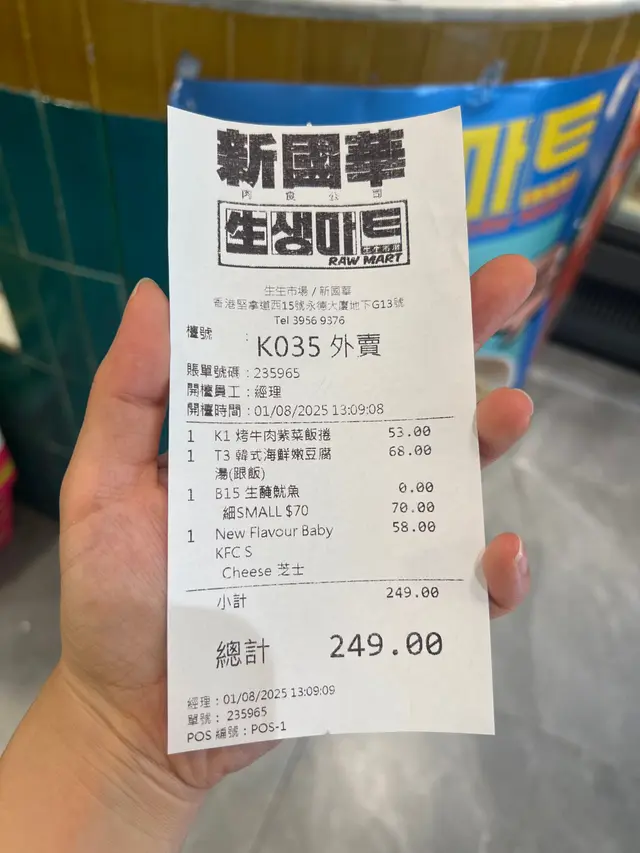 新國華
肉食公司
生생마트
生生市場
RAW MART
生生市場 / 新國華
香港堅拿道西15號永德大廈地下G13號
Tel 3956 9376
檯號 : K035 外賣
賬單號碼 : 235965
開檯員工 : 經理
開檯時間 : 01/08/2025 13:09:08
1 K1 烤牛肉紫菜飯捲 53.00
1 T3 韓式海鮮嫩豆腐 68.00
湯(跟飯)
1 B15 生醃魷魚 0.00
細SMALL $70 70.00
1 New Flavour Baby 58.00
KFC S
Cheese 芝士
小計 249.00
總計 249.00
經理 : 01/08/2025 13:09:09
單號 : 235965
POS 編號 : POS-1
마트